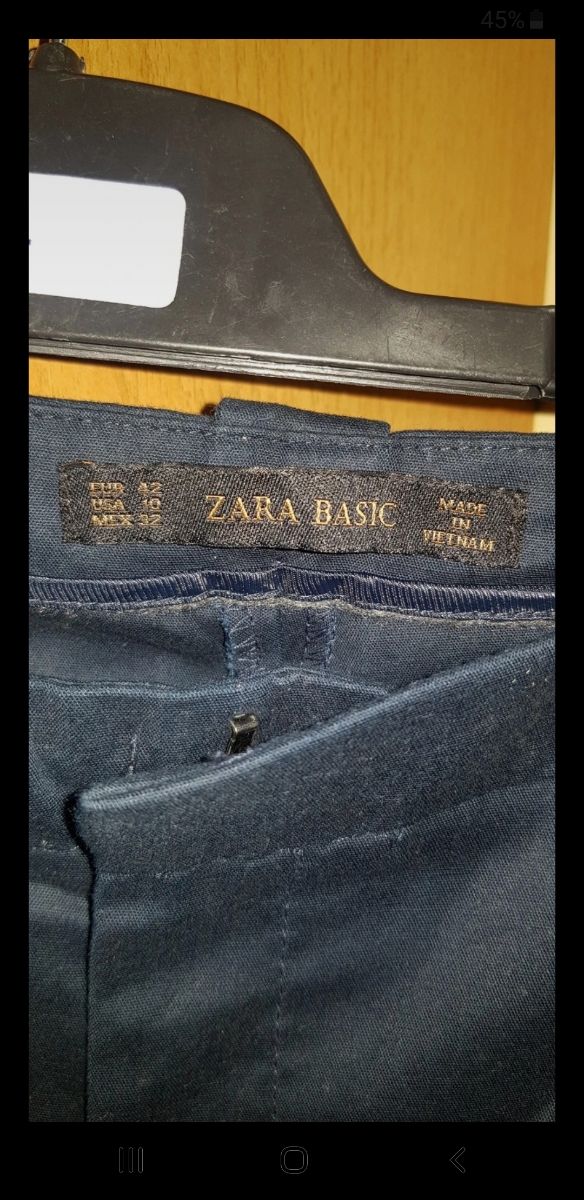 45%
EUR 42
USA 10
MEX 32
ZARA BASIC
MADE
IN
VIETNAM